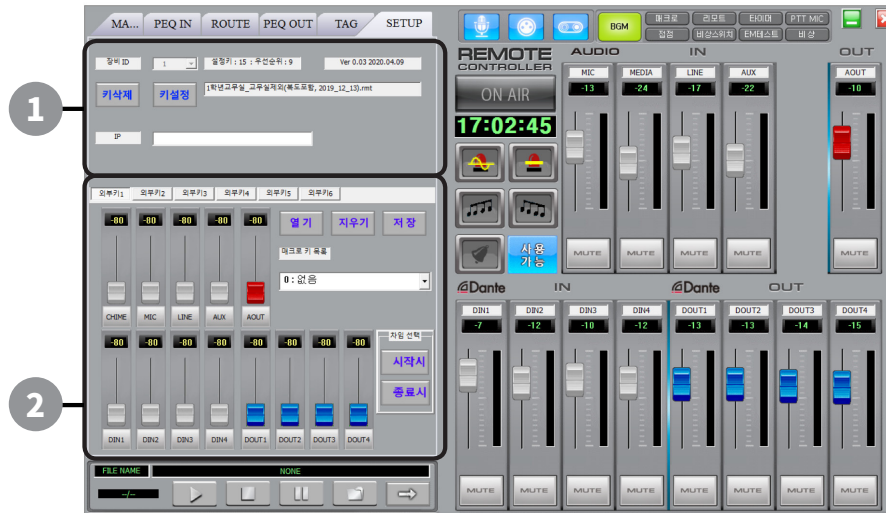 MA... PEQ IN ROUTE PEQ OUT TAG SETUP
장비 ID 1 설정키 : 15 : 우선순위 : 9 Ver 0.03 2020.04.09
키삭제 키설정 1학년교무실_교무실제외(복도포함, 2019_12_13).rmt
IP
1
외부키1 외부키2 외부키3 외부키4 외부키5 외부키6
-80 -80 -80 -80 -80 열기 지우기 저장
매크로 키 목록
0 : 없음
CHIME MIC LINE AUX AOUT
-80 -80 -80 -80 -80 -80 -80 -80 차임 선택
시작시
종료시
DIN1 DIN2 DIN3 DIN4 DOUT1 DOUT2 DOUT3 DOUT4
2
FILE NAME NONE
--/--
BGM 매크로 리모트 타이머 PTT MIC
접점 비상스위치 EM테스트 비상
X
REMOTE
CONTROLLER
ON AIR
17:02:45
사용
가능
AUDIO IN OUT
MIC MEDIA LINE AUX AOUT
-13 -24 -17 -22 -10
MUTE MUTE MUTE MUTE MUTE
Dante IN Dante OUT
DIN1 DIN2 DIN3 DIN4 DOUT1 DOUT2 DOUT3 DOUT4
-7 -12 -10 -12 -13 -13 -14 -15
MUTE MUTE MUTE MUTE MUTE MUTE MUTE MUTE